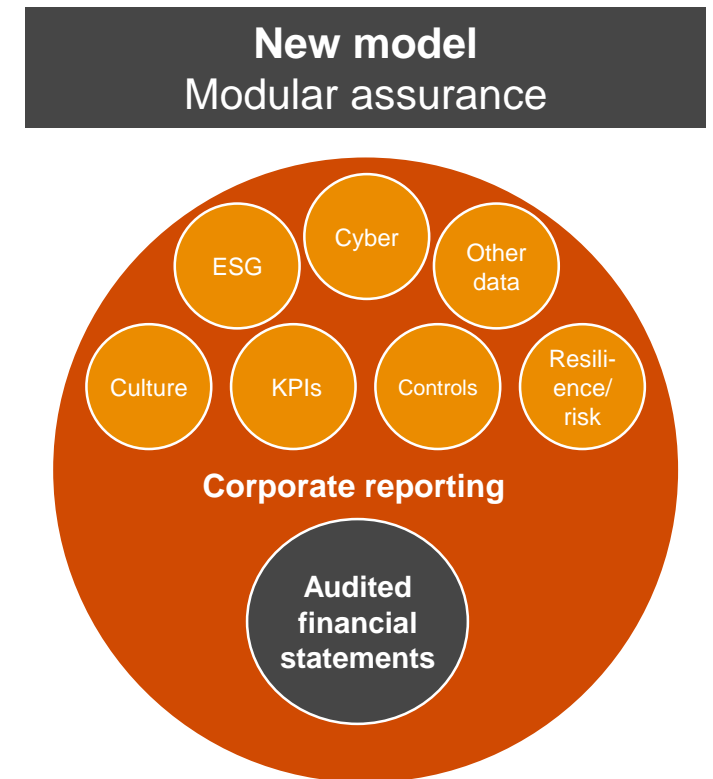 New model
Modular assurance
Cyber
ESG
Other
data
Culture
KPIs
Controls
Resili-
ence/
risk
Corporate reporting
Audited
financial
statements